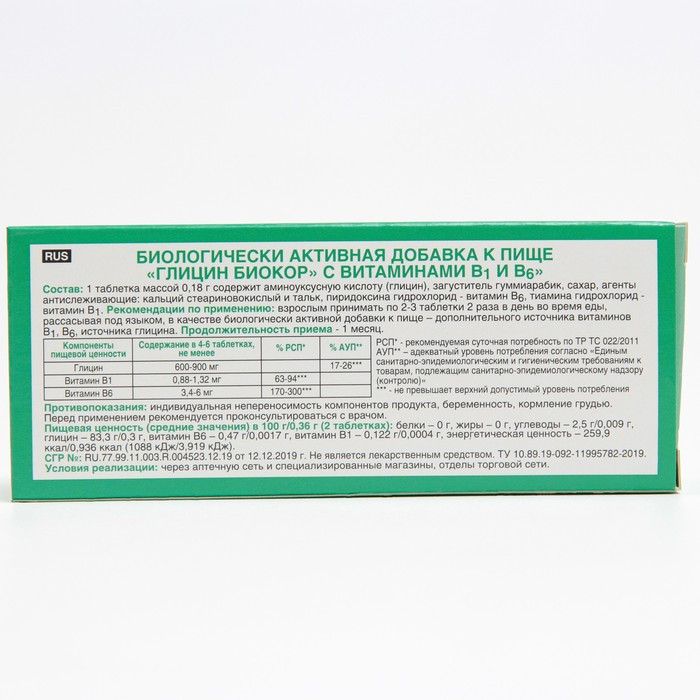 RUS
БИОЛОГИЧЕСКИ АКТИВНАЯ ДОБАВКА К ПИЩЕ
«ГЛИЦИН БИОКОР» С ВИТАМИНАМИ B1 И B6»
Состав: 1 таблетка массой 0,18 г содержит аминоуксусную кислоту (глицин), загуститель гуммиарабик, сахар, агенты
антислеживающие: кальций стеариновокислый и тальк, пиридоксина гидрохлорид - витамин B6, тиамина гидрохлорид -
витамин B1. Рекомендации по применению: взрослым принимать по 2-3 таблетки 2 раза в день во время еды,
рассасывая под языком, в качестве биологически активной добавки к пище – дополнительного источника витаминов
B1, B6, источника глицина. Продолжительность приема - 1 месяц.
Компоненты пищевой ценности | Содержание в 4-6 таблетках, не менее | % РСП* | % АУП**
Глицин | 600-900 мг | | 17-26***
Витамин B1 | 0,88-1,32 мг | 63-94*** |
Витамин B6 | 3,4-6 мг | 170-300*** |
РСП* - рекомендуемая суточная потребность по ТР ТС 022/2011
АУП** – адекватный уровень потребления согласно «Единым
санитарно-эпидемиологическим и гигиеническим требованиям к
товарам, подлежащим санитарно-эпидемиологическому надзору
(контролю)»
*** - не превышает верхний допустимый уровень потребления
Противопоказания: индивидуальная непереносимость компонентов продукта, беременность, кормление грудью.
Перед применением рекомендуется проконсультироваться с врачом.
Пищевая ценность (средние значения) в 100 г/0,36 г (2 таблетках): белки – 0 г, жиры – 0 г, углеводы – 2,5 г/0,009 г,
глицин – 83,3 г/0,3 г, витамин B6 – 0,47 г/0,0017 г, витамин B1 – 0,122 г/0,0004 г, энергетическая ценность – 259,9
ккал/0,936 ккал (1088 кДж/3,919 кДж).
СГР №: RU.77.99.11.003.R.004523.12.19 от 12.12.2019 г. Не является лекарственным средством. ТУ 10.89.19-092-11995782-2019.
Условия реализации: через аптечную сеть и специализированные магазины, отделы торговой сети.